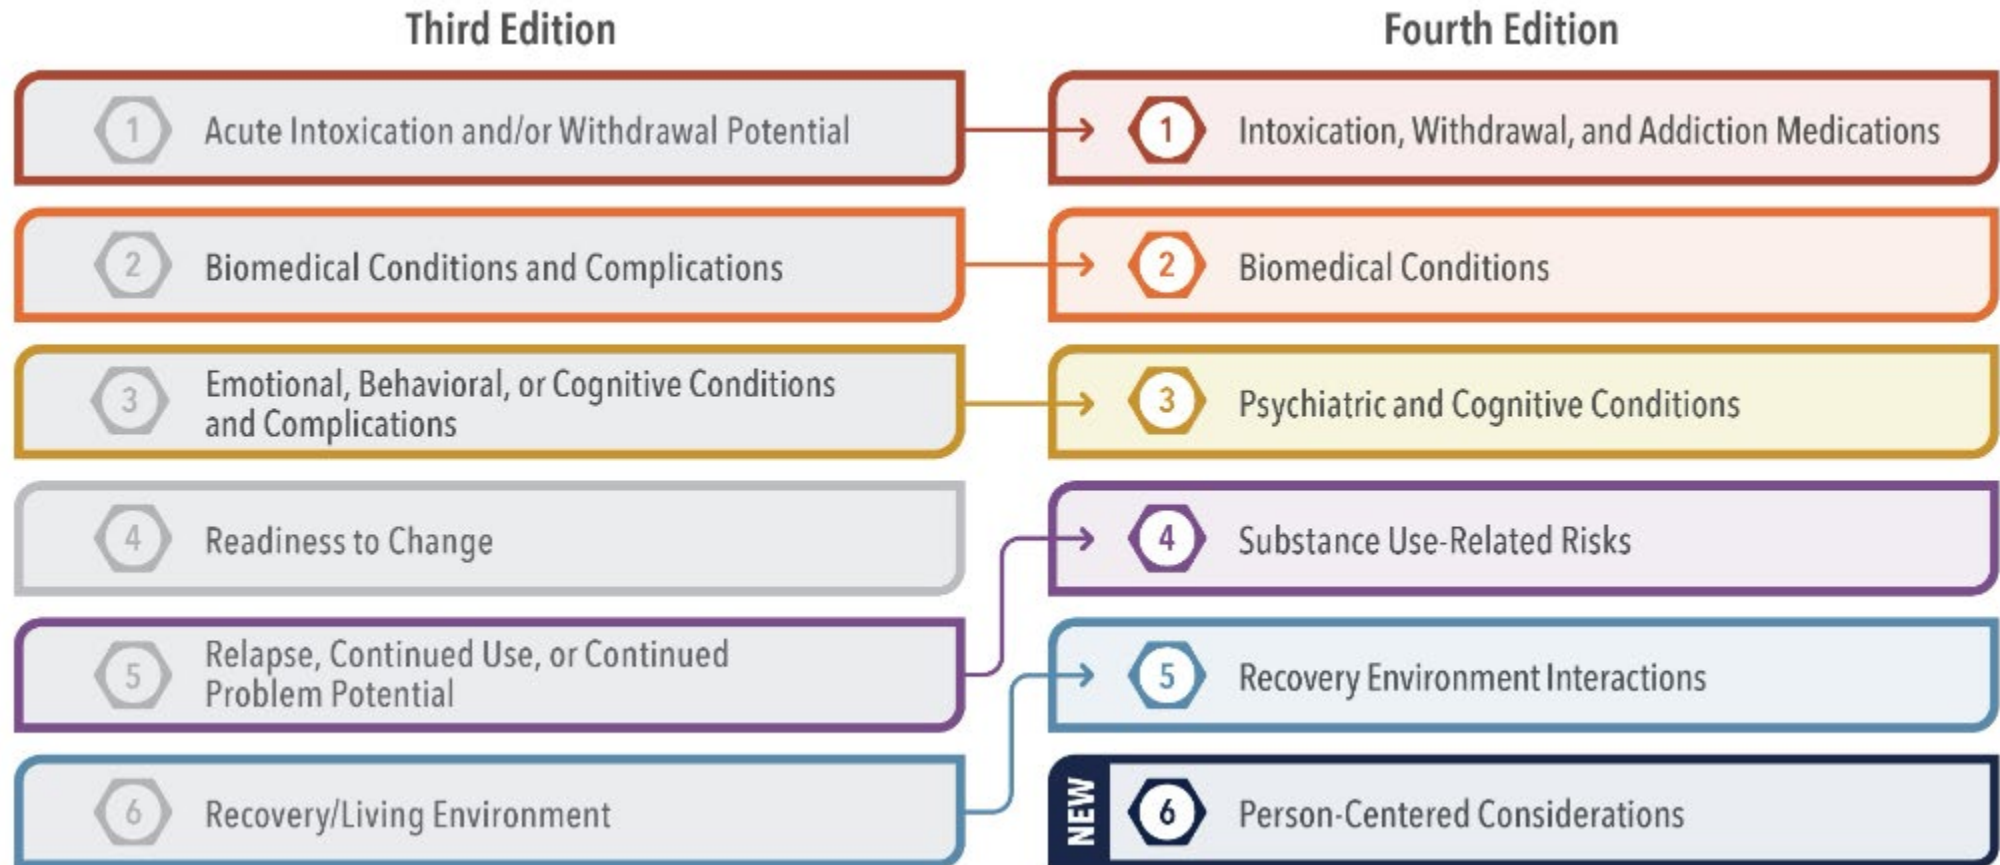 Third Edition
Fourth Edition
1 Acute Intoxication and/or Withdrawal Potential
1 Intoxication, Withdrawal, and Addiction Medications
2 Biomedical Conditions and Complications
2 Biomedical Conditions
3 Emotional, Behavioral, or Cognitive Conditions
and Complications
3 Psychiatric and Cognitive Conditions
4 Readiness to Change
4 Substance Use-Related Risks
5 Relapse, Continued Use, or Continued
Problem Potential
5 Recovery Environment Interactions
6 Recovery/Living Environment
NEW
6 Person-Centered Considerations